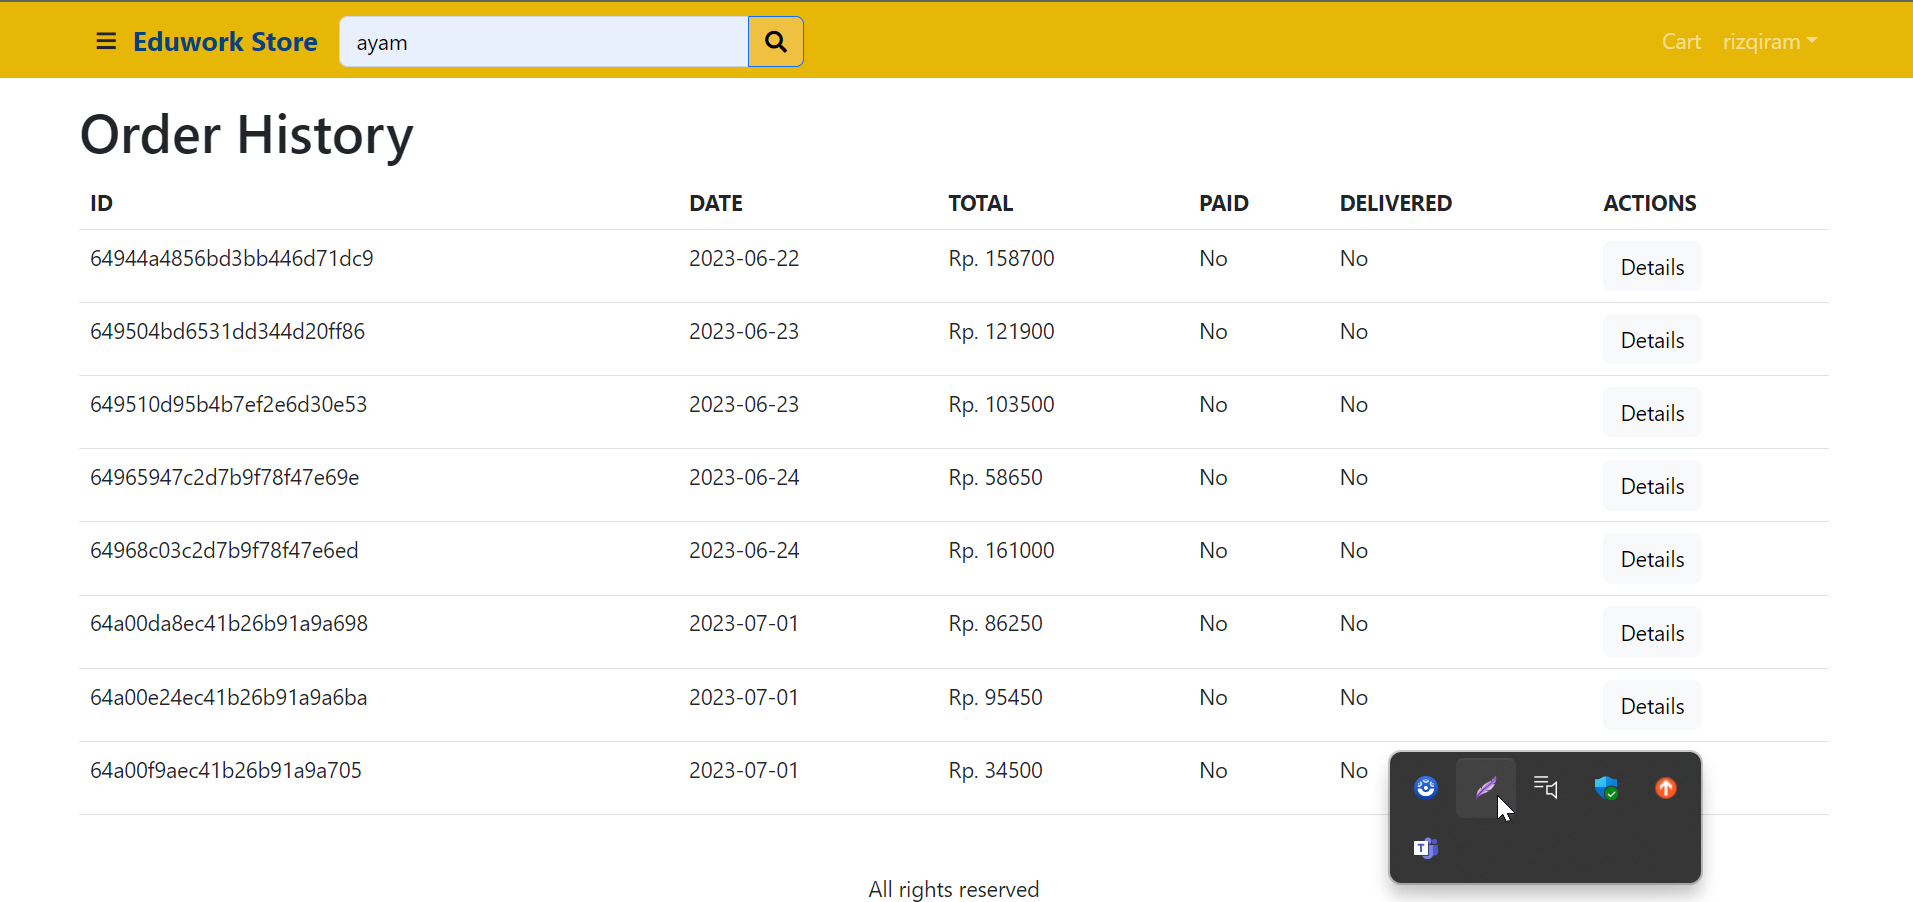 Eduwork Store ayam Cart rizqiram
Order History
ID DATE TOTAL PAID DELIVERED ACTIONS
64944a4856bd3bb446d71dc9 2023-06-22 Rp. 158700 No No Details
649504bd6531dd344d20ff86 2023-06-23 Rp. 121900 No No Details
649510d95b4b7ef2e6d30e53 2023-06-23 Rp. 103500 No No Details
64965947c2d7b9f78f47e69e 2023-06-24 Rp. 58650 No No Details
64968c03c2d7b9f78f47e6ed 2023-06-24 Rp. 161000 No No Details
64a00da8ec41b26b91a9a698 2023-07-01 Rp. 86250 No No Details
64a00e24ec41b26b91a9a6ba 2023-07-01 Rp. 95450 No No Details
64a00f9aec41b26b91a9a705 2023-07-01 Rp. 34500 No No
T
All rights reserved